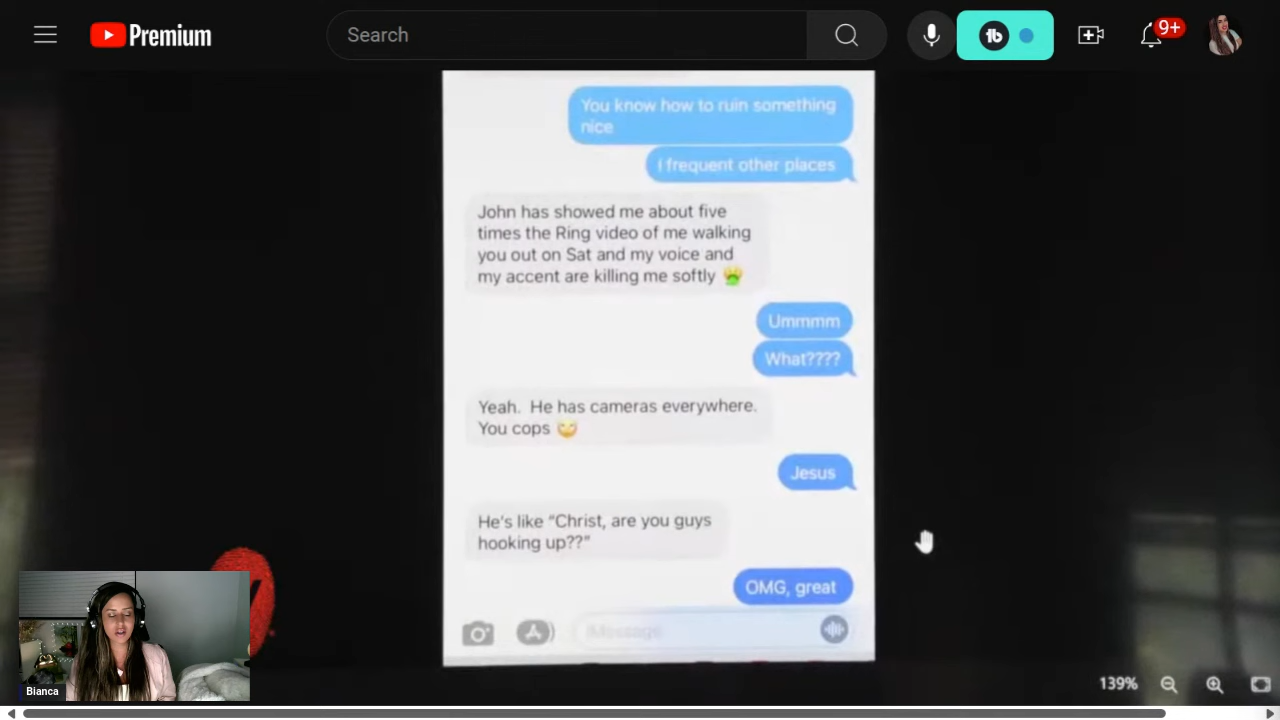 Premium
Search
9+
You know how to ruin something
nice
I frequent other places
John has showed me about five
times the Ring video of me walking
you out on Sat and my voice and
my accent are killing me softly 🤮
Ummmm
What????
Yeah. He has cameras everywhere.
You cops 😄
Jesus
He's like "Christ, are you guys
hooking up??"
OMG, great
iMessage
Bianca
139%